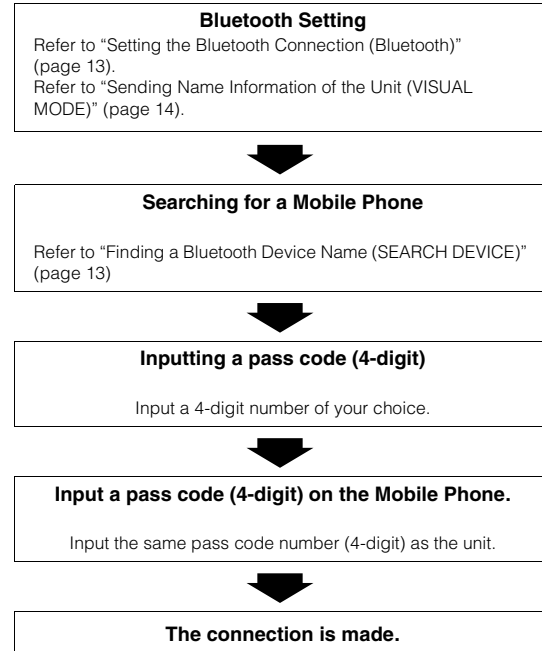 Bluetooth Setting
Refer to “Setting the Bluetooth Connection (Bluetooth)”
(page 13).
Refer to “Sending Name Information of the Unit (VISUAL
MODE)” (page 14).
Searching for a Mobile Phone
Refer to “Finding a Bluetooth Device Name (SEARCH DEVICE)”
(page 13)
Inputting a pass code (4-digit)
Input a 4-digit number of your choice.
Input a pass code (4-digit) on the Mobile Phone.
Input the same pass code number (4-digit) as the unit.
The connection is made.